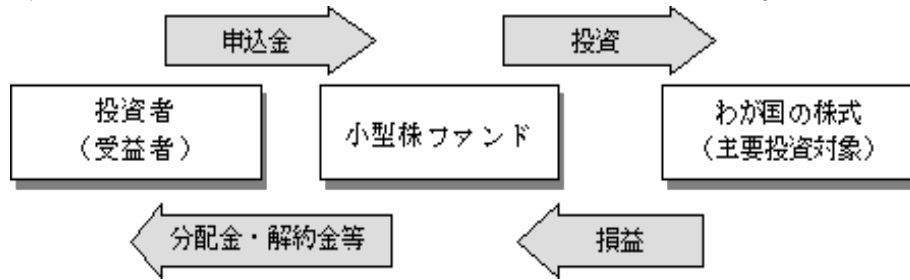 申込金
投資
投資者
（受益者）
小型株ファンド
わが国の株式
（主要投資対象）
分配金・解約金等
損益